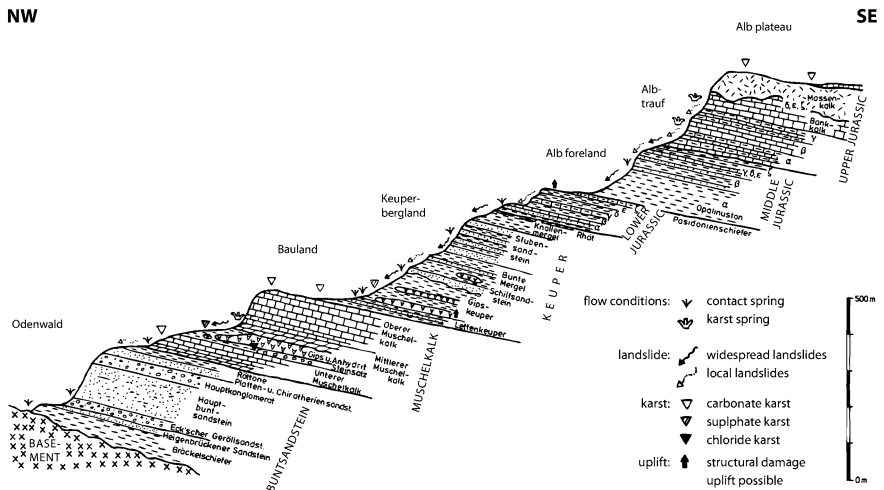 NW
SE
Alb plateau
Alb-
trauf
Alb foreland
Keuper-
bergland
Bauland
Odenwald
δ, ε, ζ
Massen-
kalk
Bank-
kalk
γ
β
α
UPPER JURASSIC
γ, δ, ε
ζ
β
α
Opalinuston
MIDDLE
JURASSIC
Posidonienschiefer
ε
δ
γ
β
α
LOWER
JURASSIC
Knollen-
mergel
Rhät
Stuben-
sand-
stein
Bunte
Mergel
Schilfsand-
stein
Gips-
keuper
Lettenkeuper
KEUPER
Oberer
Muschel-
kalk
Mittlerer
Muschel-
kalk
Gips u. Anhydrit
Steinsalz
Unterer
Muschelkalk
MUSCHELKALK
Röttone
Platten- u. Chirotheriensandst.
Hauptkonglomerat
Haupt-
bunt-
sandstein
Eck'scher Geröllsandst.
Heigenbrückener Sandstein
Bröckelschiefer
BUNTSANDSTEIN
BASE-
MENT
flow conditions: contact spring
karst spring
landslide: widespread landslides
local landslides
karst: carbonate karst
suplphate karst
chloride karst
uplift: structural damage
uplift possible
500m
0m